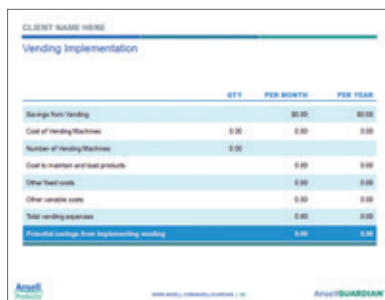 CLIENT NAME HERE
Vending Implementation
QTY PER MONTH PER YEAR
Savings from Vending $0.00 $0.00
Cost of Vending Machines 0.00 0.00 0.00
Number of Vending Machines 0.00
Cost to maintain and load products 0.00 0.00
Other fixed costs 0.00 0.00
Other variable costs 0.00 0.00
Total vending expenses 0.00 0.00
Potential savings from implementing vending 0.00 0.00
Ansell
Protects™
Ansell GUARDIAN